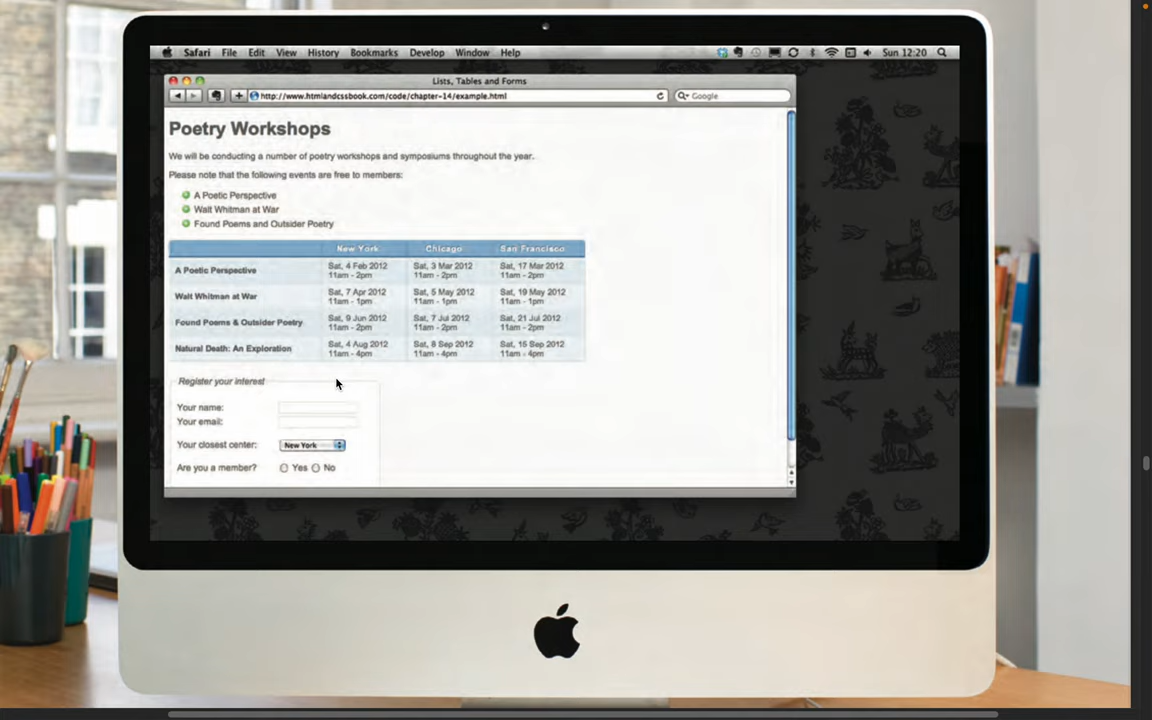 Safari File Edit View History Bookmarks Develop Window Help Sun 12:20
Lists, Tables and Forms
http://www.htmlandcssbook.com/code/chapter-14/example.html Google
Poetry Workshops
We will be conducting a number of poetry workshops and symposiums throughout the year.
Please note that the following events are free to members:
A Poetic Perspective
Walt Whitman at War
Found Poems and Outsider Poetry
New York Chicago San Francisco
A Poetic Perspective Sat, 4 Feb 2012 Sat, 3 Mar 2012 Sat, 17 Mar 2012
11am - 2pm 11am - 2pm 11am - 2pm
Walt Whitman at War Sat, 7 Apr 2012 Sat, 5 May 2012 Sat, 19 May 2012
11am - 1pm 11am - 1pm 11am - 1pm
Found Poems & Outsider Poetry Sat, 9 Jun 2012 Sat, 7 Jul 2012 Sat, 21 Jul 2012
11am - 2pm 11am - 2pm 11am - 2pm
Natural Death: An Exploration Sat, 4 Aug 2012 Sat, 8 Sep 2012 Sat, 15 Sep 2012
11am - 4pm 11am - 4pm 11am - 4pm
Register your interest
Your name:
Your email:
Your closest center: New York
Are you a member? Yes No